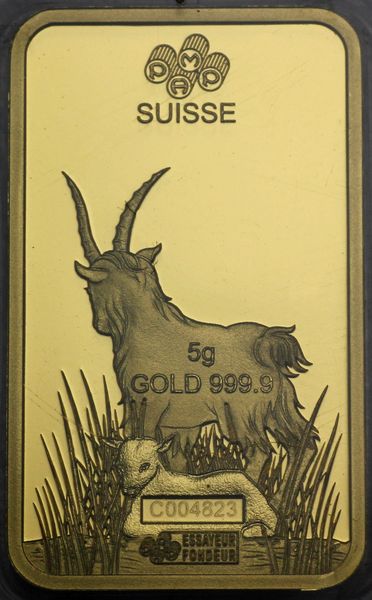 PAMP
SUISSE
5g
GOLD 999.9
C004823
ESSAYEUR
FONDEUR